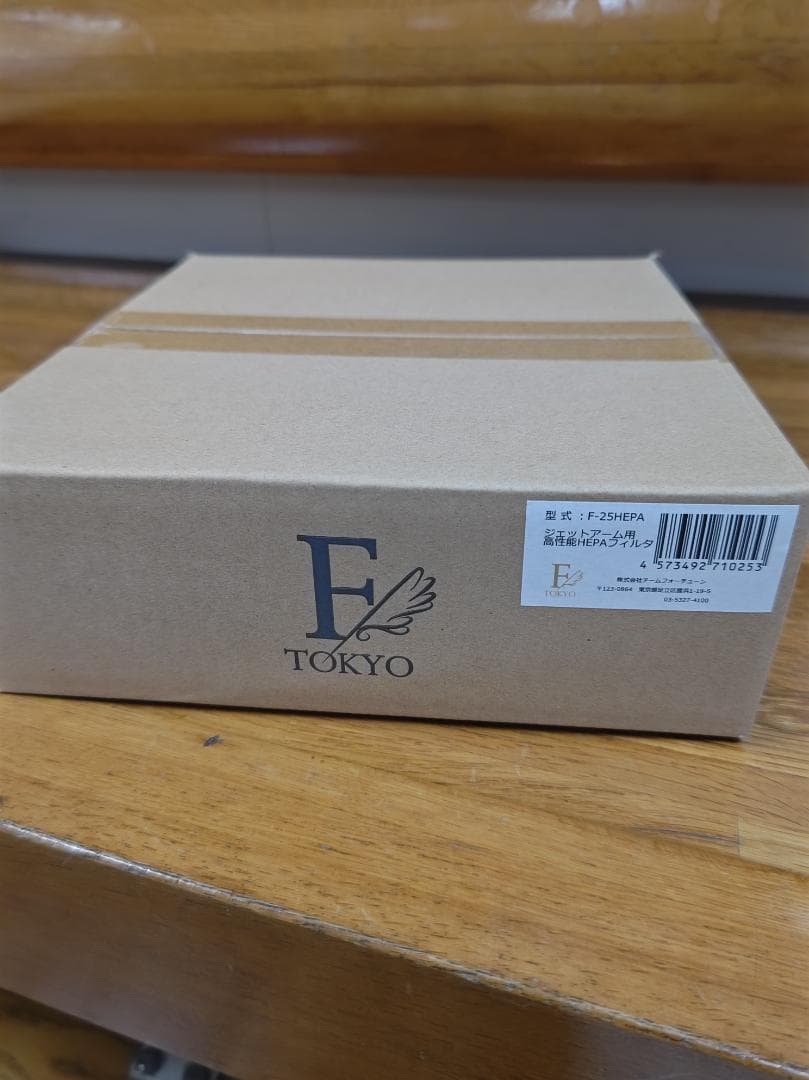 F
TOKYO
型式:F-25HEPA
ジェットアーム用
高性能HEPAフィルタ
4 573492 710253
F
TOKYO
株式会社チームフォーチューン
〒123-0864 東京都足立区鹿浜1-19-5
03-5327-4100